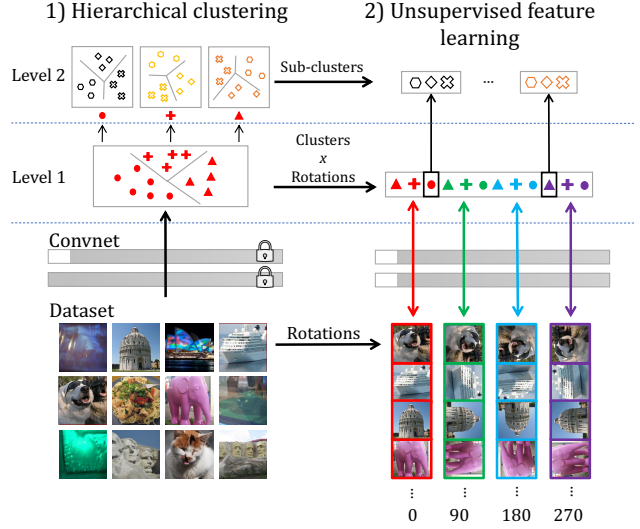 1) Hierarchical clustering
2) Unsupervised feature
learning
Level 2
Sub-clusters
...
Level 1
Clusters
x
Rotations
Convnet
Dataset
Rotations
... ... ... ...
0 90 180 270